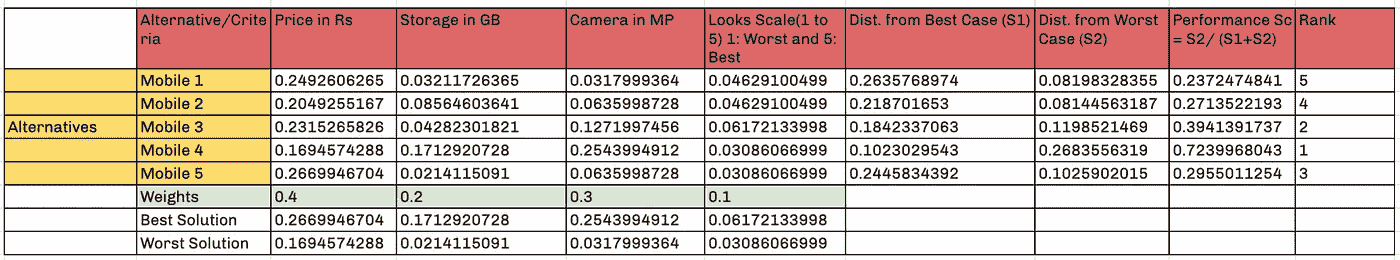 Alternative/Crite ria Price in Rs Storage in GB Camera in MP Looks Scale(1 to 5) 1: Worst and 5: Best Dist. from Best Case (S1) Dist. from Worst Case (S2) Performance Sc = S2/ (S1+S2) Rank
Mobile 1 0.2492606265 0.03211726365 0.0317999364 0.04629100499 0.2635768974 0.08198328355 0.2372474841 5
Mobile 2 0.2049255167 0.08564603641 0.0635998728 0.04629100499 0.218701653 0.08144563187 0.2713522193 4
Alternatives Mobile 3 0.2315265826 0.04282301821 0.1271997456 0.06172133998 0.1842337063 0.1198521469 0.3941391737 2
Mobile 4 0.1694574288 0.1712920728 0.2543994912 0.03086066999 0.1023029543 0.2683556319 0.7239968043 1
Mobile 5 0.2669946704 0.0214115091 0.0635998728 0.03086066999 0.2445834392 0.1025902015 0.2955011254 3
Weights 0.4 0.2 0.3 0.1
Best Solution 0.2669946704 0.1712920728 0.2543994912 0.06172133998
Worst Solution 0.1694574288 0.0214115091 0.0317999364 0.03086066999